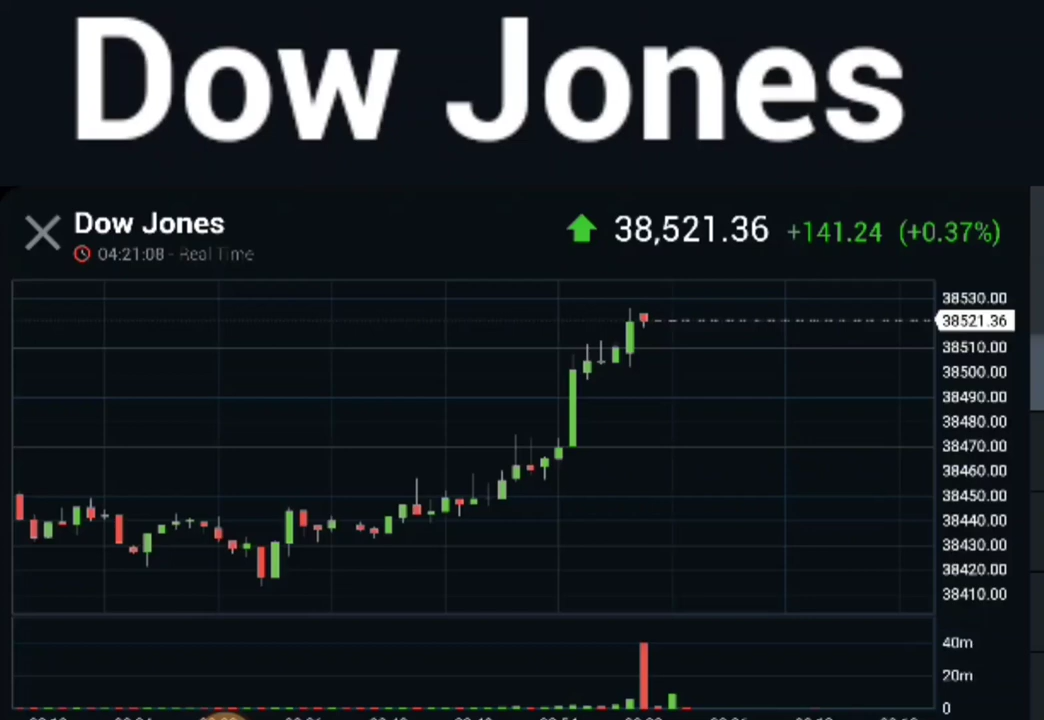 Dow Jones
Dow Jones
38,521.36 +141.24 (+0.37%)
04:21:08 - Real Time
38530.00
38521.36
38510.00
38500.00
38490.00
38480.00
38470.00
38460.00
38450.00
38440.00
38430.00
38420.00
38410.00
40m
20m
0